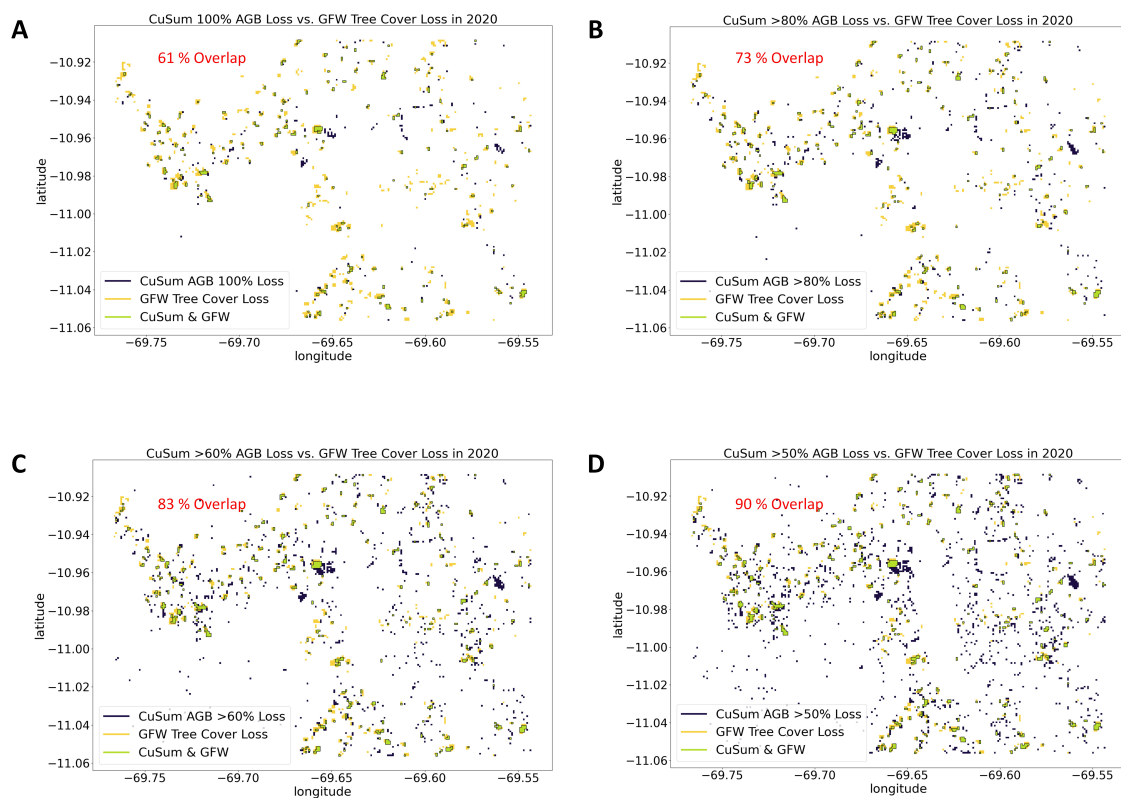 A
CuSum 100% AGB Loss vs. GFW Tree Cover Loss in 2020
61 % Overlap
−10.92
−10.94
−10.96
−10.98
−11.00
−11.02
−11.04
−11.06
latitude
CuSum AGB 100% Loss
GFW Tree Cover Loss
CuSum & GFW
−69.75
−69.70
−69.65
−69.60
−69.55
longitude
B
CuSum >80% AGB Loss vs. GFW Tree Cover Loss in 2020
73 % Overlap
−10.92
−10.94
−10.96
−10.98
−11.00
−11.02
−11.04
−11.06
latitude
CuSum AGB >80% Loss
GFW Tree Cover Loss
CuSum & GFW
−69.75
−69.70
−69.65
−69.60
−69.55
longitude
C
CuSum >60% AGB Loss vs. GFW Tree Cover Loss in 2020
83 % Overlap
−10.92
−10.94
−10.96
−10.98
−11.00
−11.02
−11.04
−11.06
latitude
CuSum AGB >60% Loss
GFW Tree Cover Loss
CuSum & GFW
−69.75
−69.70
−69.65
−69.60
−69.55
longitude
D
CuSum >50% AGB Loss vs. GFW Tree Cover Loss in 2020
90 % Overlap
−10.92
−10.94
−10.96
−10.98
−11.00
−11.02
−11.04
−11.06
latitude
CuSum AGB >50% Loss
GFW Tree Cover Loss
CuSum & GFW
−69.75
−69.70
−69.65
−69.60
−69.55
longitude